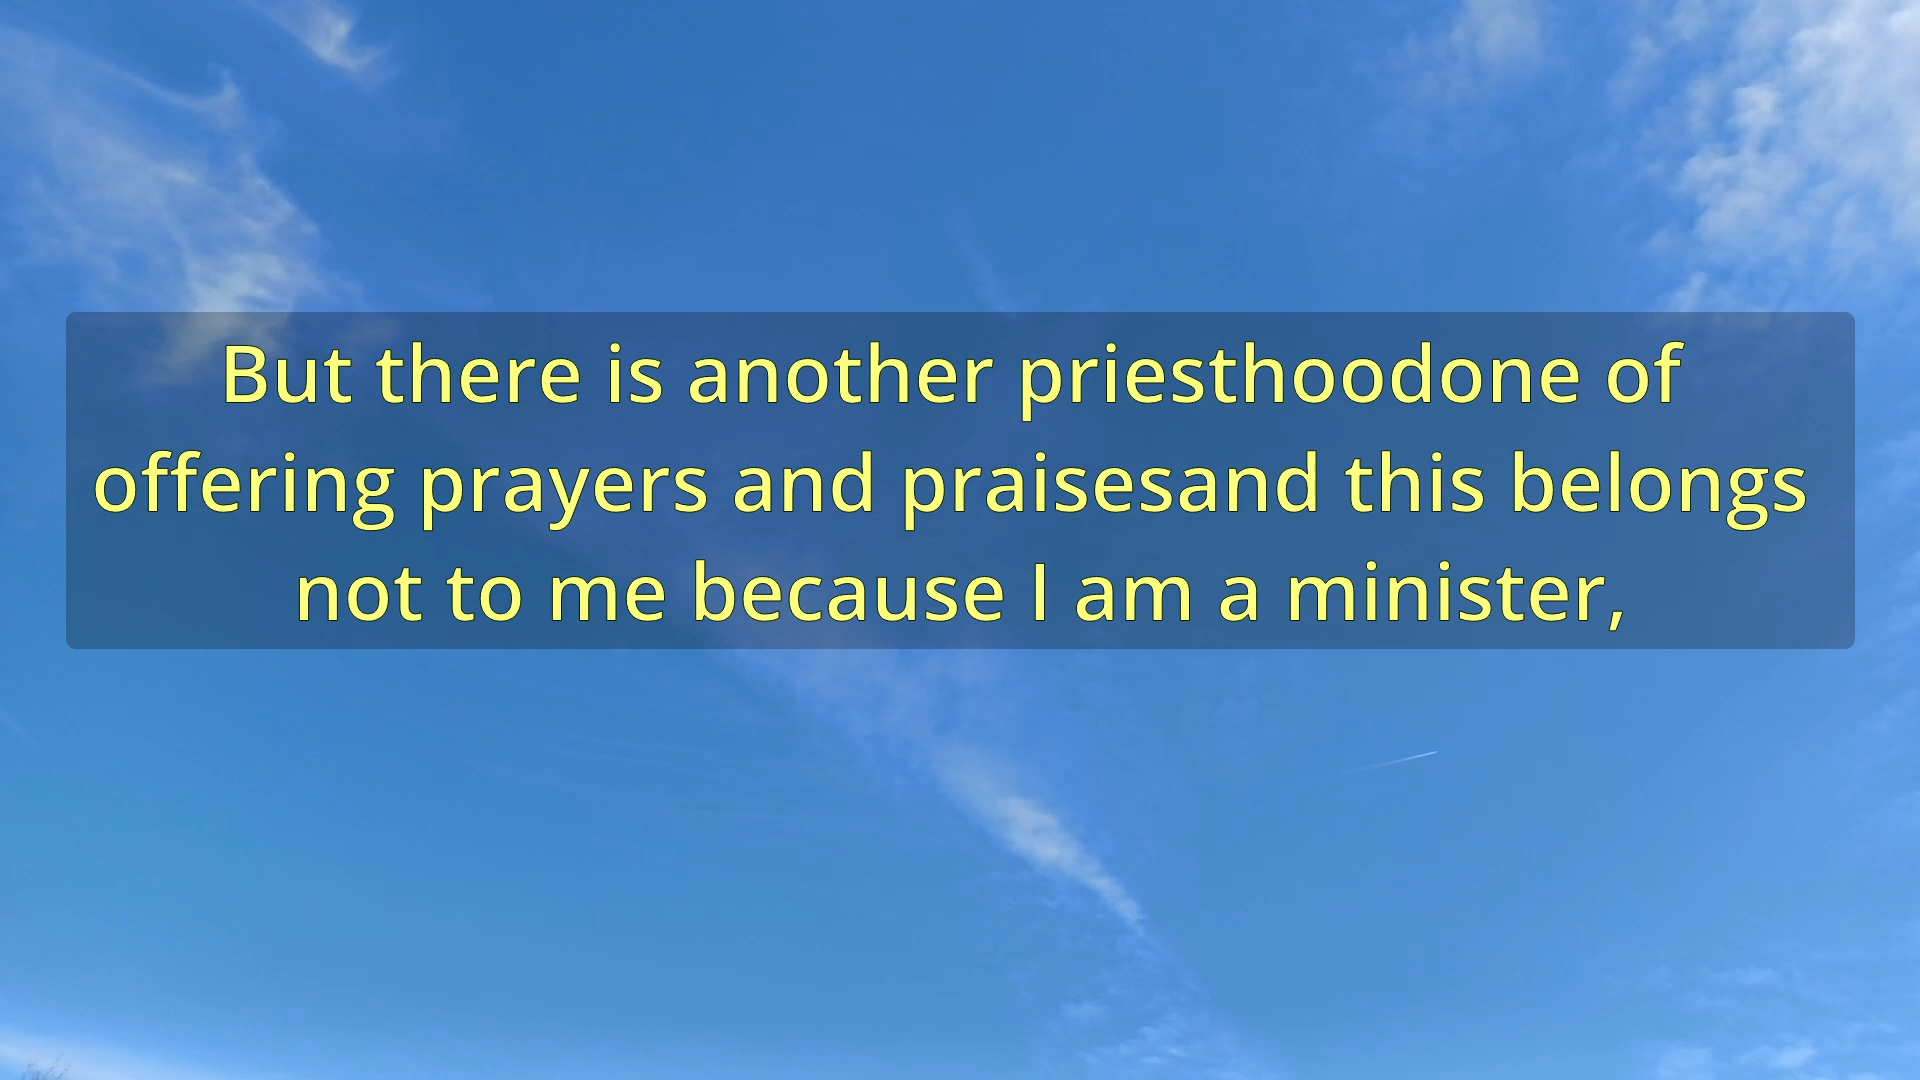 But there is another priesthoodone of
offering prayers and praisesand this belongs
not to me because I am a minister,